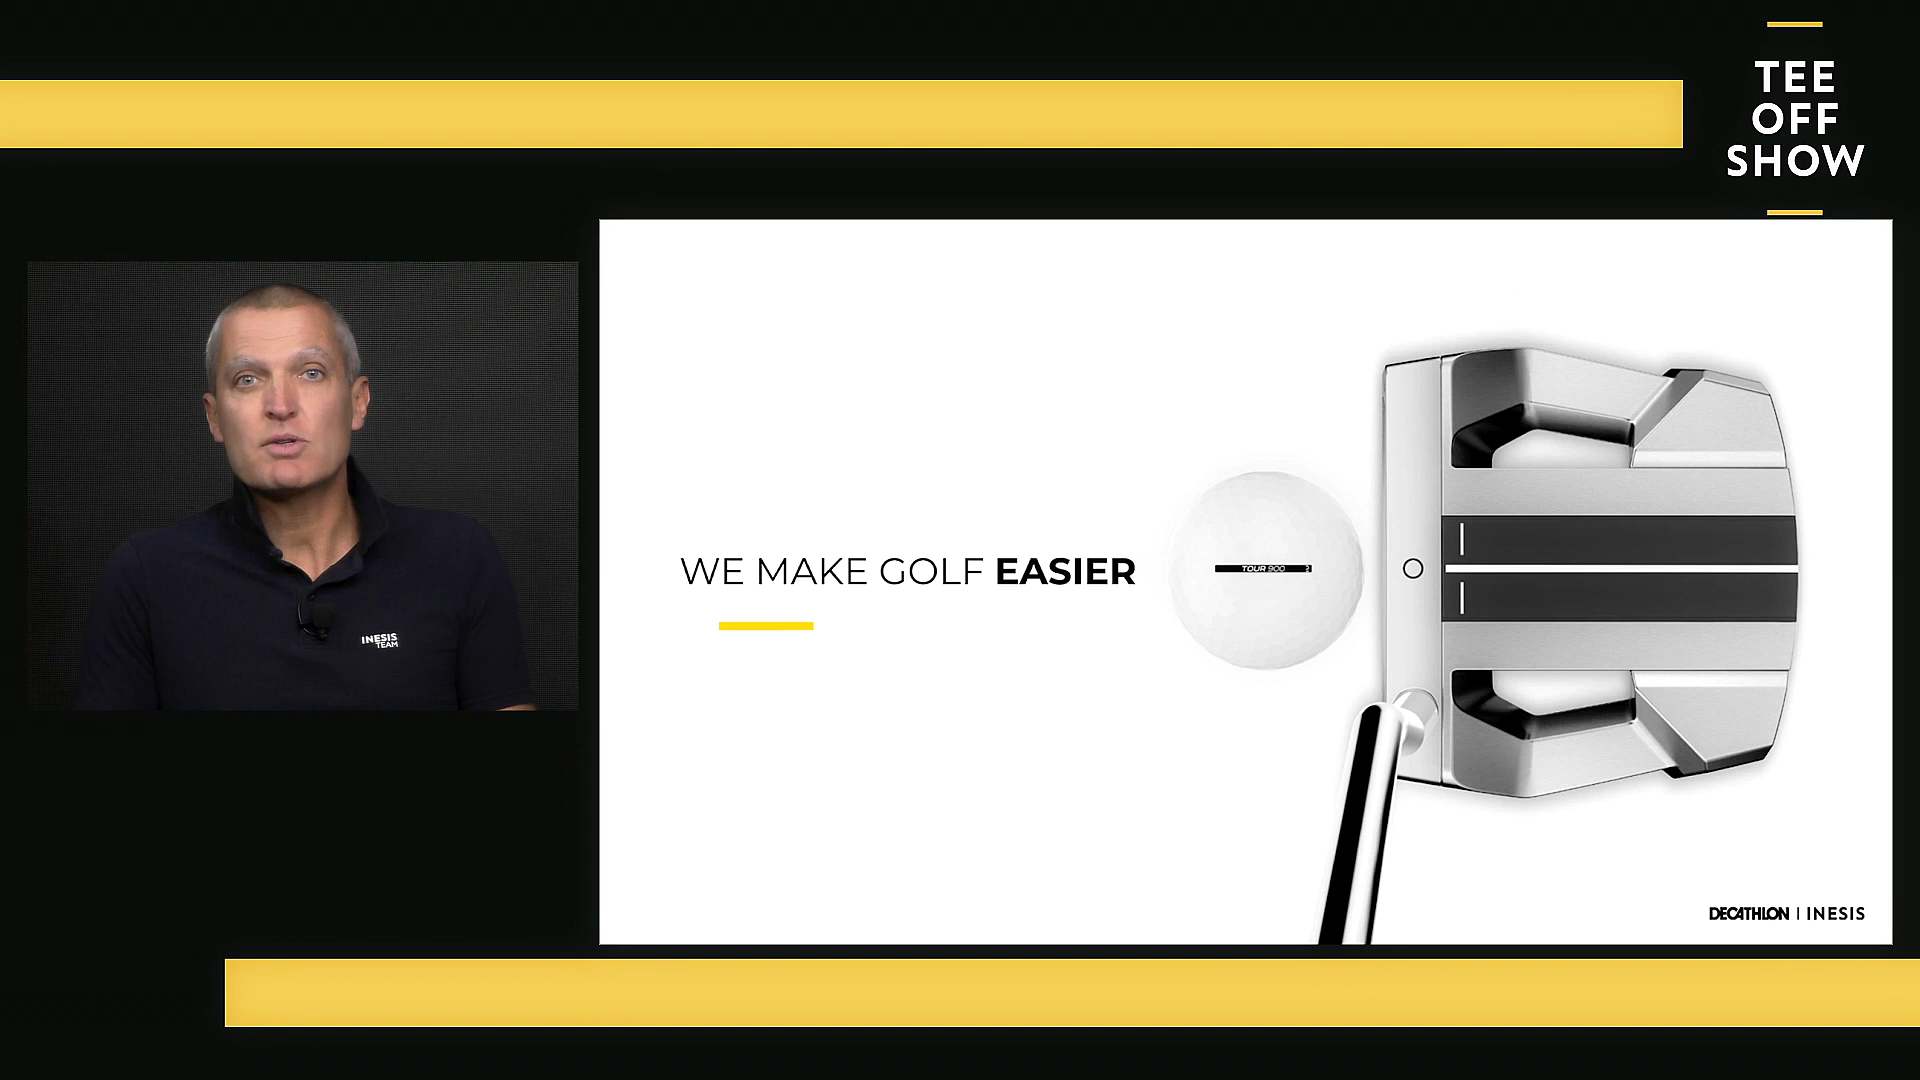 TEE
OFF
SHOW
WE MAKE GOLF EASIER
TOUR 900
INESIS
TEAM
DECATHLON | INESIS